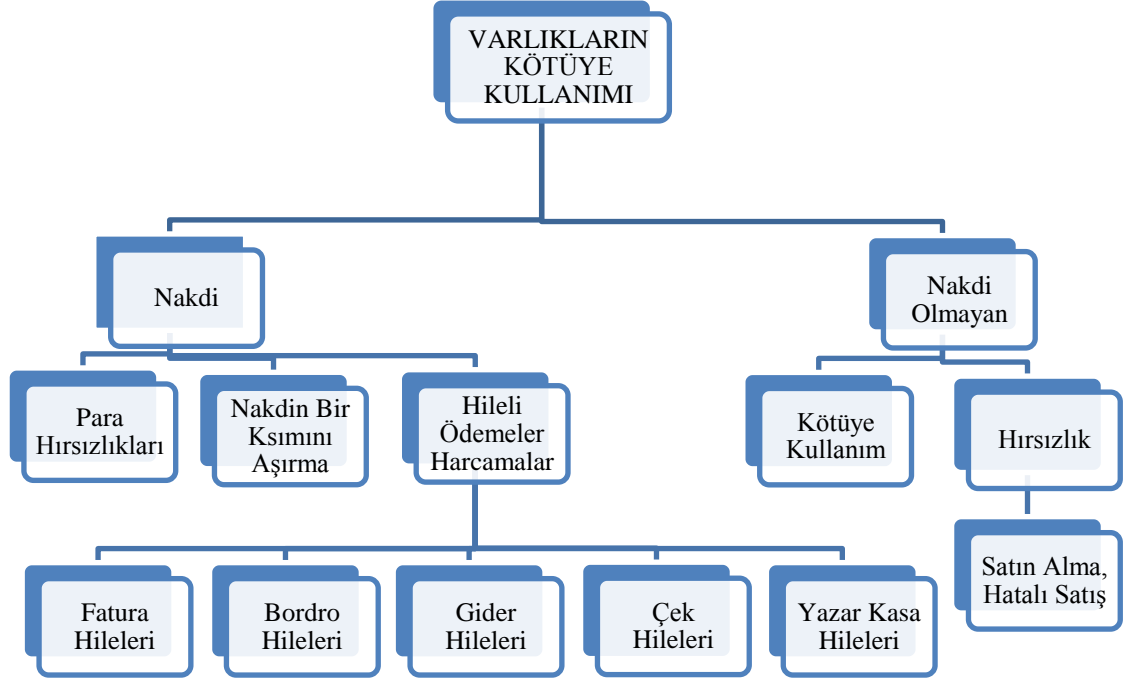 VARLIKLARIN
KÖTÜYE
KULLANIMI
Nakdi
Nakdi
Olmayan
Para
Hırsızlıkları
Nakdin Bir
Ksımını
Aşırma
Hileli
Ödemeler
Harcamalar
Kötüye
Kullanım
Hırsızlık
Fatura
Hileleri
Bordro
Hileleri
Gider
Hileleri
Çek
Hileleri
Yazar Kasa
Hileleri
Satın Alma,
Hatalı Satış